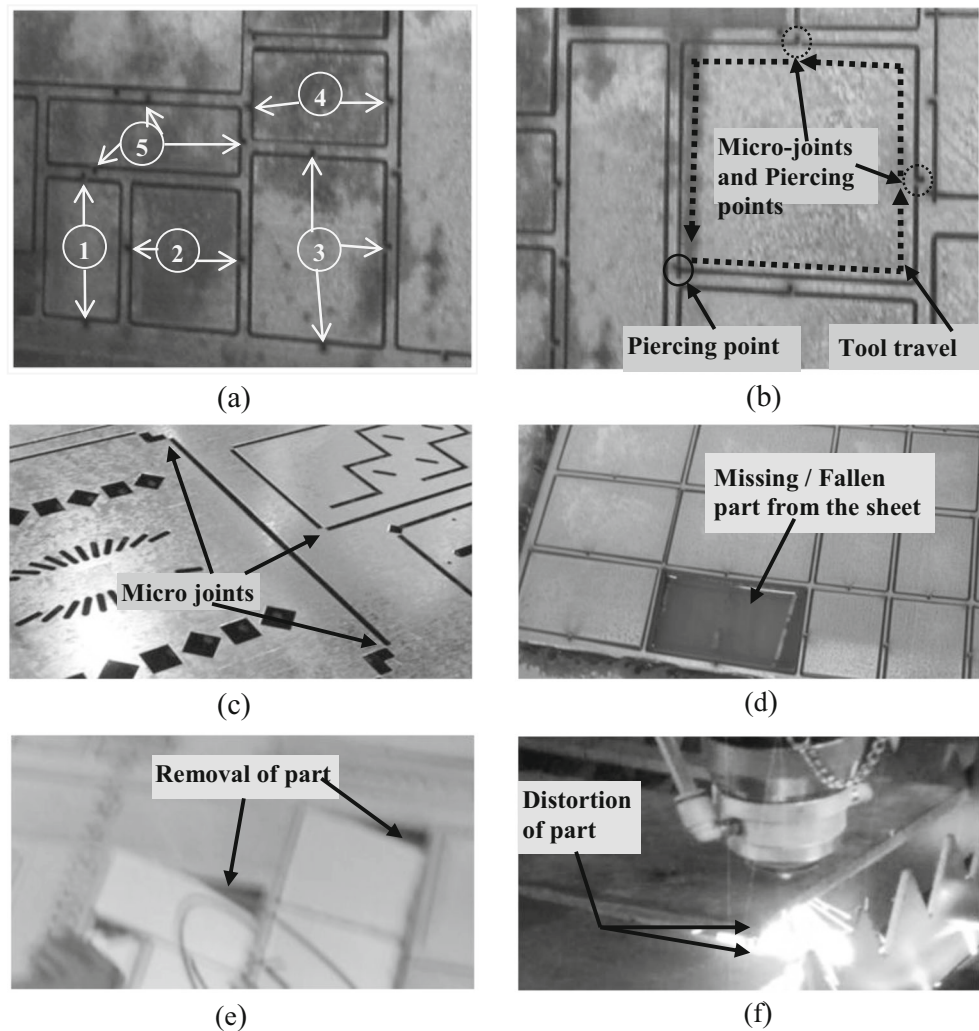 1
2
3
4
5
(a)
Micro-joints
and Piercing
points
Piercing point
Tool travel
(b)
Micro joints
(c)
Missing / Fallen
part from the sheet
(d)
Removal of part
(e)
Distortion
of part
(f)